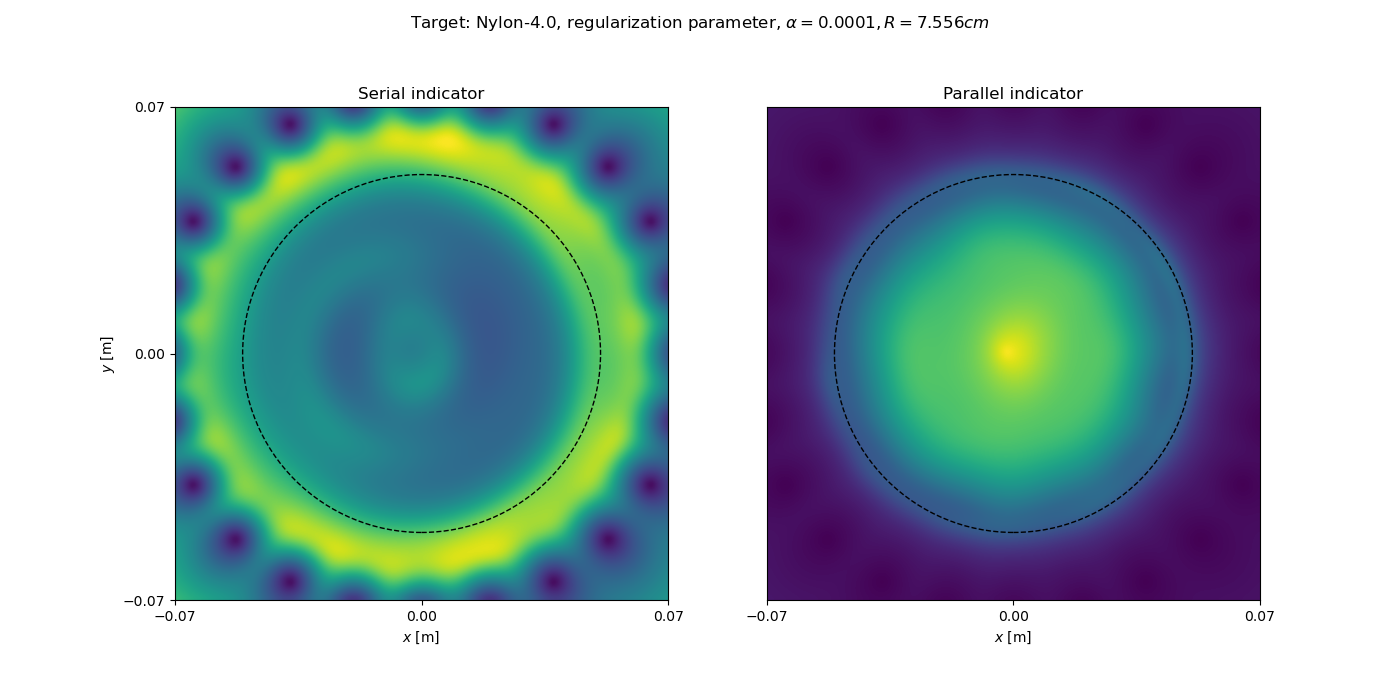 Target: Nylon-4.0, regularization parameter, α = 0.0001, R = 7.556cm
Serial indicator
Parallel indicator
0.07
0.00
−0.07
y [m]
−0.07
0.00
0.07
x [m]
−0.07
0.00
0.07
x [m]